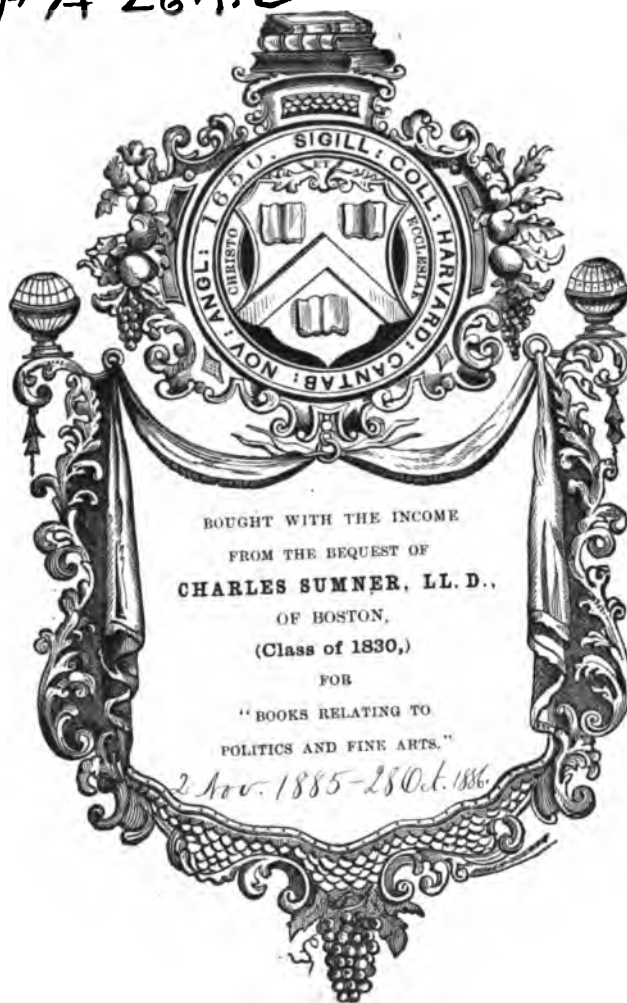 1650. SIGILL: COLL: HARVARD: CANTAB: NOV: ANGL:
ET
CHRISTO
ECCLESIAE
BOUGHT WITH THE INCOME
FROM THE BEQUEST OF
CHARLES SUMNER, LL. D.,
OF BOSTON,
(Class of 1830,)
FOR
"BOOKS RELATING TO
POLITICS AND FINE ARTS."
2 Nov. 1885-28 Oct. 1886.